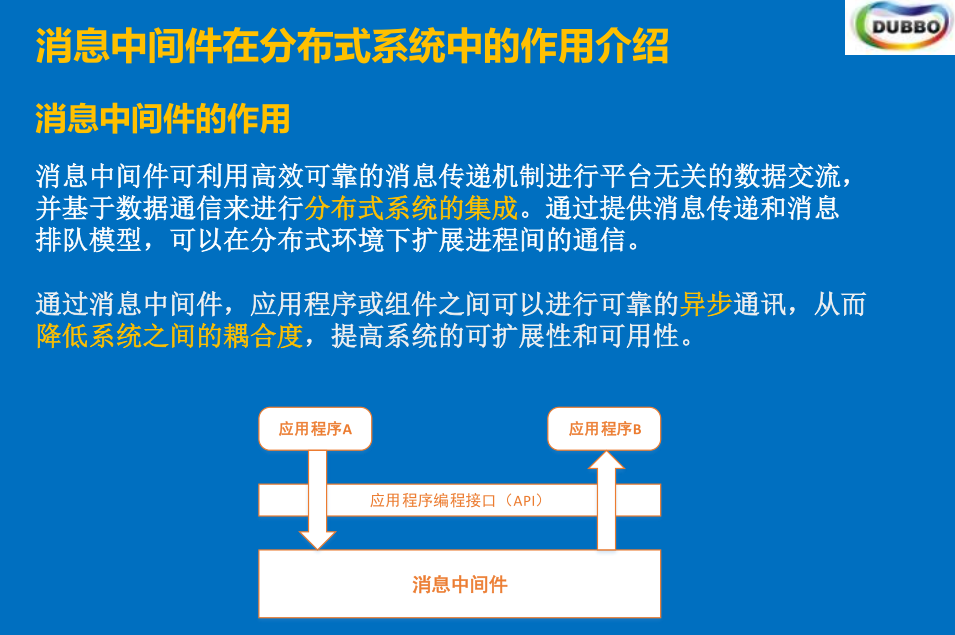 消息中间件在分布式系统中的作用介绍
DUBBO
消息中间件的作用
消息中间件可利用高效可靠的消息传递机制进行平台无关的数据交流，
并基于数据通信来进行分布式系统的集成。通过提供消息传递和消息
排队模型，可以在分布式环境下扩展进程间的通信。
通过消息中间件，应用程序或组件之间可以进行可靠的异步通讯，从而
降低系统之间的耦合度，提高系统的可扩展性和可用性。
应用程序A
应用程序B
应用程序编程接口（API）
消息中间件